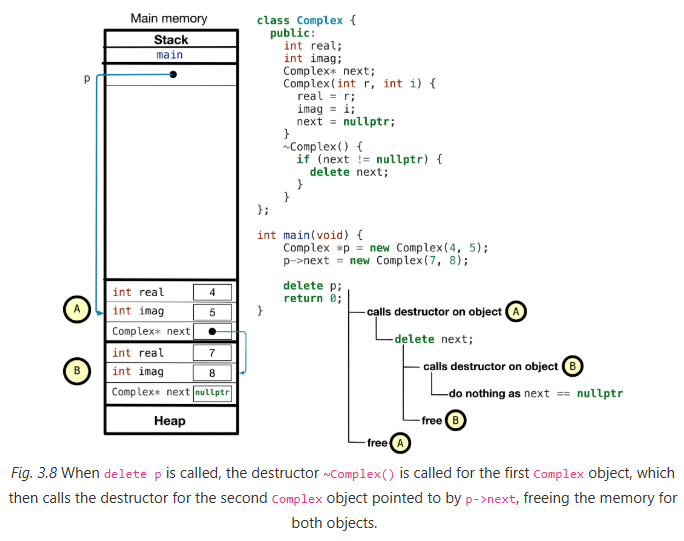 Main memory
Stack
main
p
A
int real 4
int imag 5
Complex* next
B
int real 7
int imag 8
Complex* next nullptr
Heap
class Complex {
public:
int real;
int imag;
Complex* next;
Complex(int r, int i) {
real = r;
imag = i;
next = nullptr;
}
~Complex() {
if (next != nullptr) {
delete next;
}
}
};
int main(void) {
Complex *p = new Complex(4, 5);
p->next = new Complex(7, 8);
delete p;
return 0;
}
calls destructor on object A
delete next;
calls destructor on object B
do nothing as next == nullptr
free B
free A
Fig. 3.8 When delete p is called, the destructor ~Complex() is called for the first Complex object, which
then calls the destructor for the second Complex object pointed to by p->next, freeing the memory for
both objects.